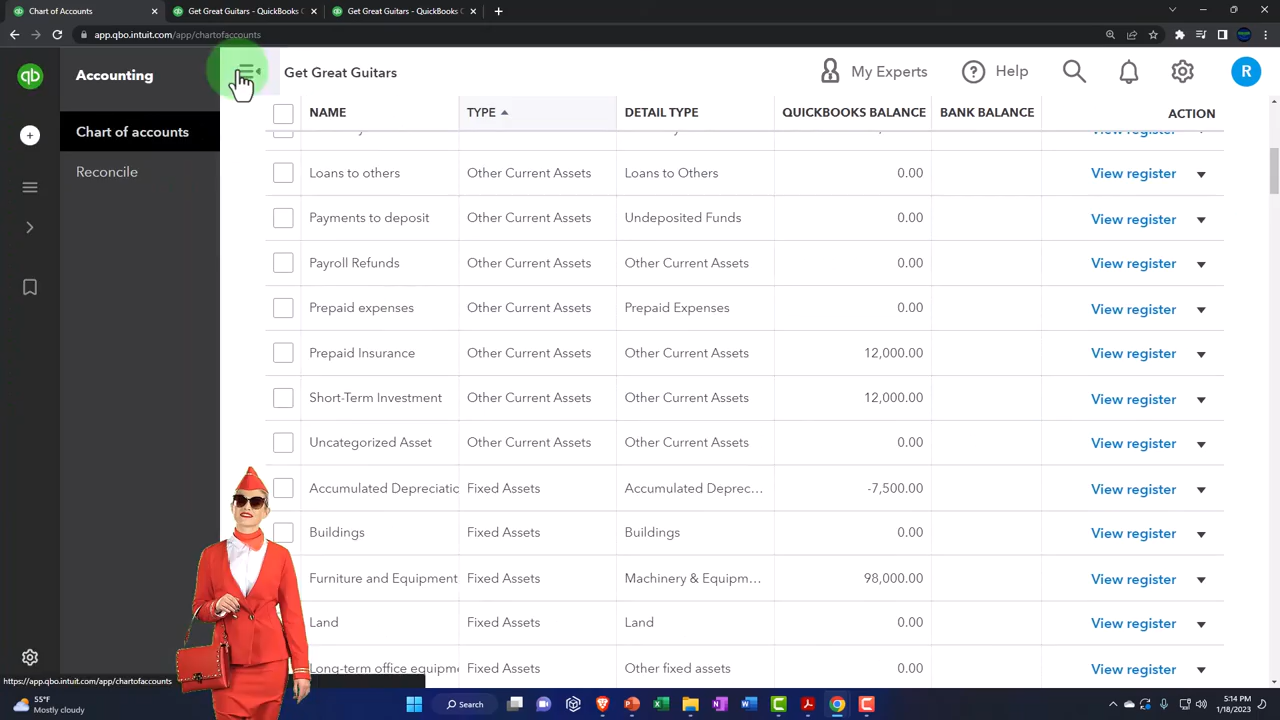 Chart of Accounts
Get Great Guitars - QuickBooks O
Get Great Guitars - QuickBooks O
app.qbo.intuit.com/app/chartofaccounts
qb
Accounting
Get Great Guitars
My Experts
Help
R
Chart of accounts
Reconcile
NAME TYPE DETAIL TYPE QUICKBOOKS BALANCE BANK BALANCE ACTION
View register
Loans to others Other Current Assets Loans to Others 0.00 View register
Payments to deposit Other Current Assets Undeposited Funds 0.00 View register
Payroll Refunds Other Current Assets Other Current Assets 0.00 View register
Prepaid expenses Other Current Assets Prepaid Expenses 0.00 View register
Prepaid Insurance Other Current Assets Other Current Assets 12,000.00 View register
Short-Term Investment Other Current Assets Other Current Assets 12,000.00 View register
Uncategorized Asset Other Current Assets Other Current Assets 0.00 View register
Accumulated Depreciatic Fixed Assets Accumulated Deprec... -7,500.00 View register
Buildings Fixed Assets Buildings 0.00 View register
Furniture and Equipment Fixed Assets Machinery & Equipm... 98,000.00 View register
Land Fixed Assets Land 0.00 View register
Long-term office equipme Fixed Assets Other fixed assets 0.00 View register
https://app.qbo.intuit.com/app/chartofaccounts
55°F
Mostly cloudy
Search
5:14 PM
1/18/2023